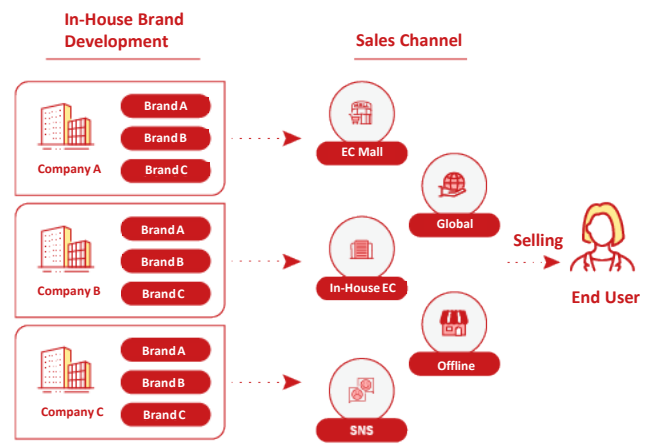 In-House Brand
Development
Sales Channel
Brand A
Brand B
Brand C
Company A
Brand A
Brand B
Brand C
Company B
Brand A
Brand B
Brand C
Company C
EC Mall
Global
In-House EC
Offline
SNS
Selling
End User